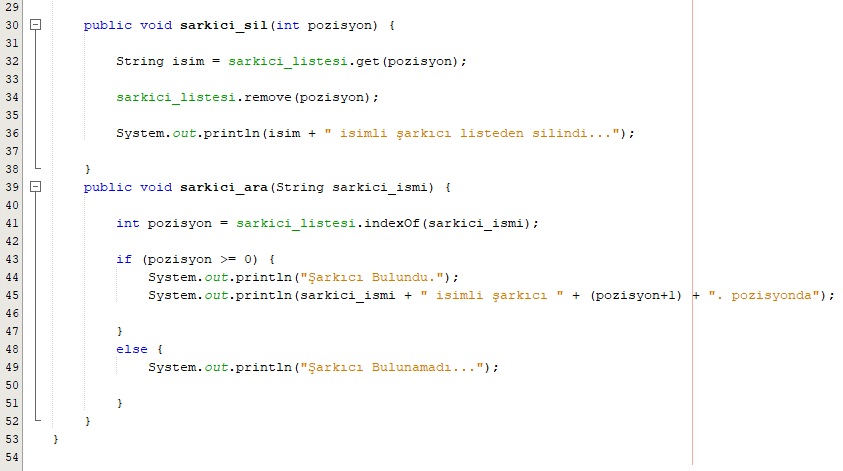 29
30 public void sarkici_sil(int pozisyon) {
31
32 String isim = sarkici_listesi.get(pozisyon);
33
34 sarkici_listesi.remove(pozisyon);
35
36 System.out.println(isim + " isimli şarkıcı listeden silindi...");
37
38 }
39 public void sarkici_ara(String sarkici_ismi) {
40
41 int pozisyon = sarkici_listesi.indexOf(sarkici_ismi);
42
43 if (pozisyon >= 0) {
44 System.out.println("Şarkıcı Bulundu.");
45 System.out.println(sarkici_ismi + " isimli şarkıcı " + (pozisyon+1) + ". pozisyonda");
46
47 }
48 else {
49 System.out.println("Şarkıcı Bulunamadı...");
50
51 }
52 }
53 }
54